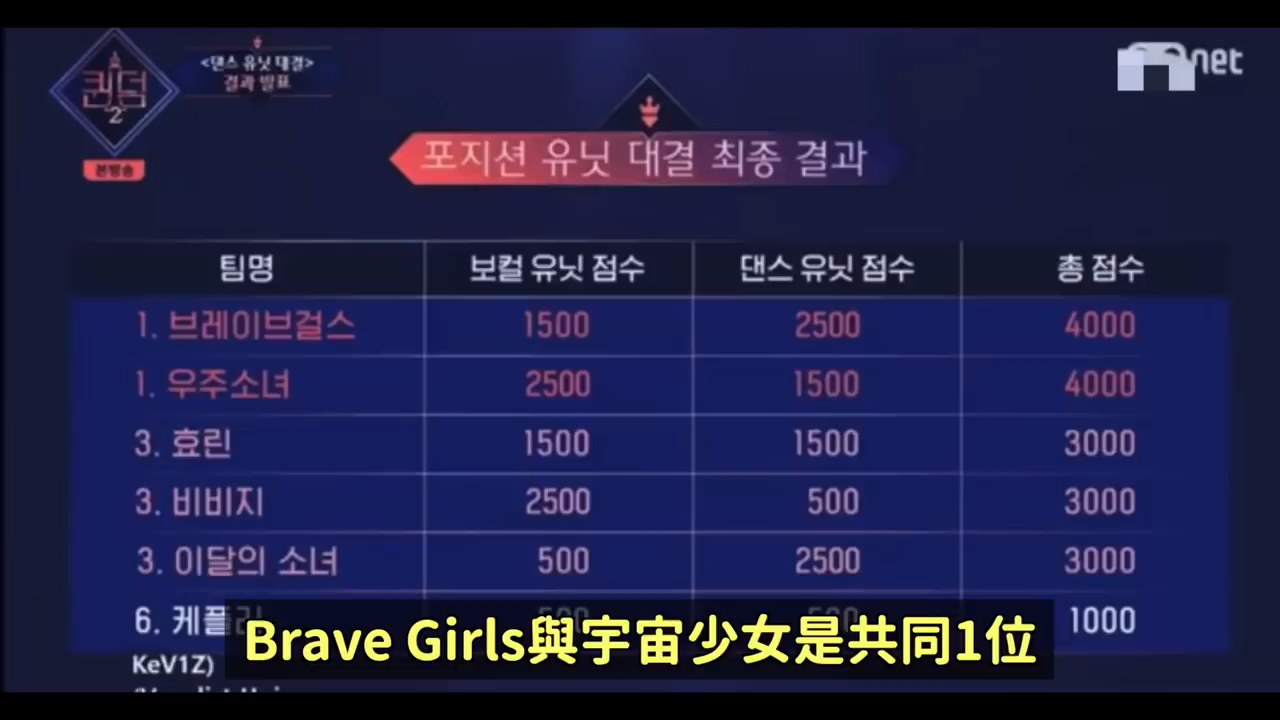 퀸덤
2
본방송
<댄스 유닛 대결>
결과 발표
net
포지션 유닛 대결 최종 결과
팀명 보컬 유닛 점수 댄스 유닛 점수 총 점수
1. 브레이브걸스 1500 2500 4000
1. 우주소녀 2500 1500 4000
3. 효린 1500 1500 3000
3. 비비지 2500 500 3000
3. 이달의 소녀 500 2500 3000
6. 케플러 500 500 1000
Brave Girls與宇宙少女是共同1位
KeV1Z)